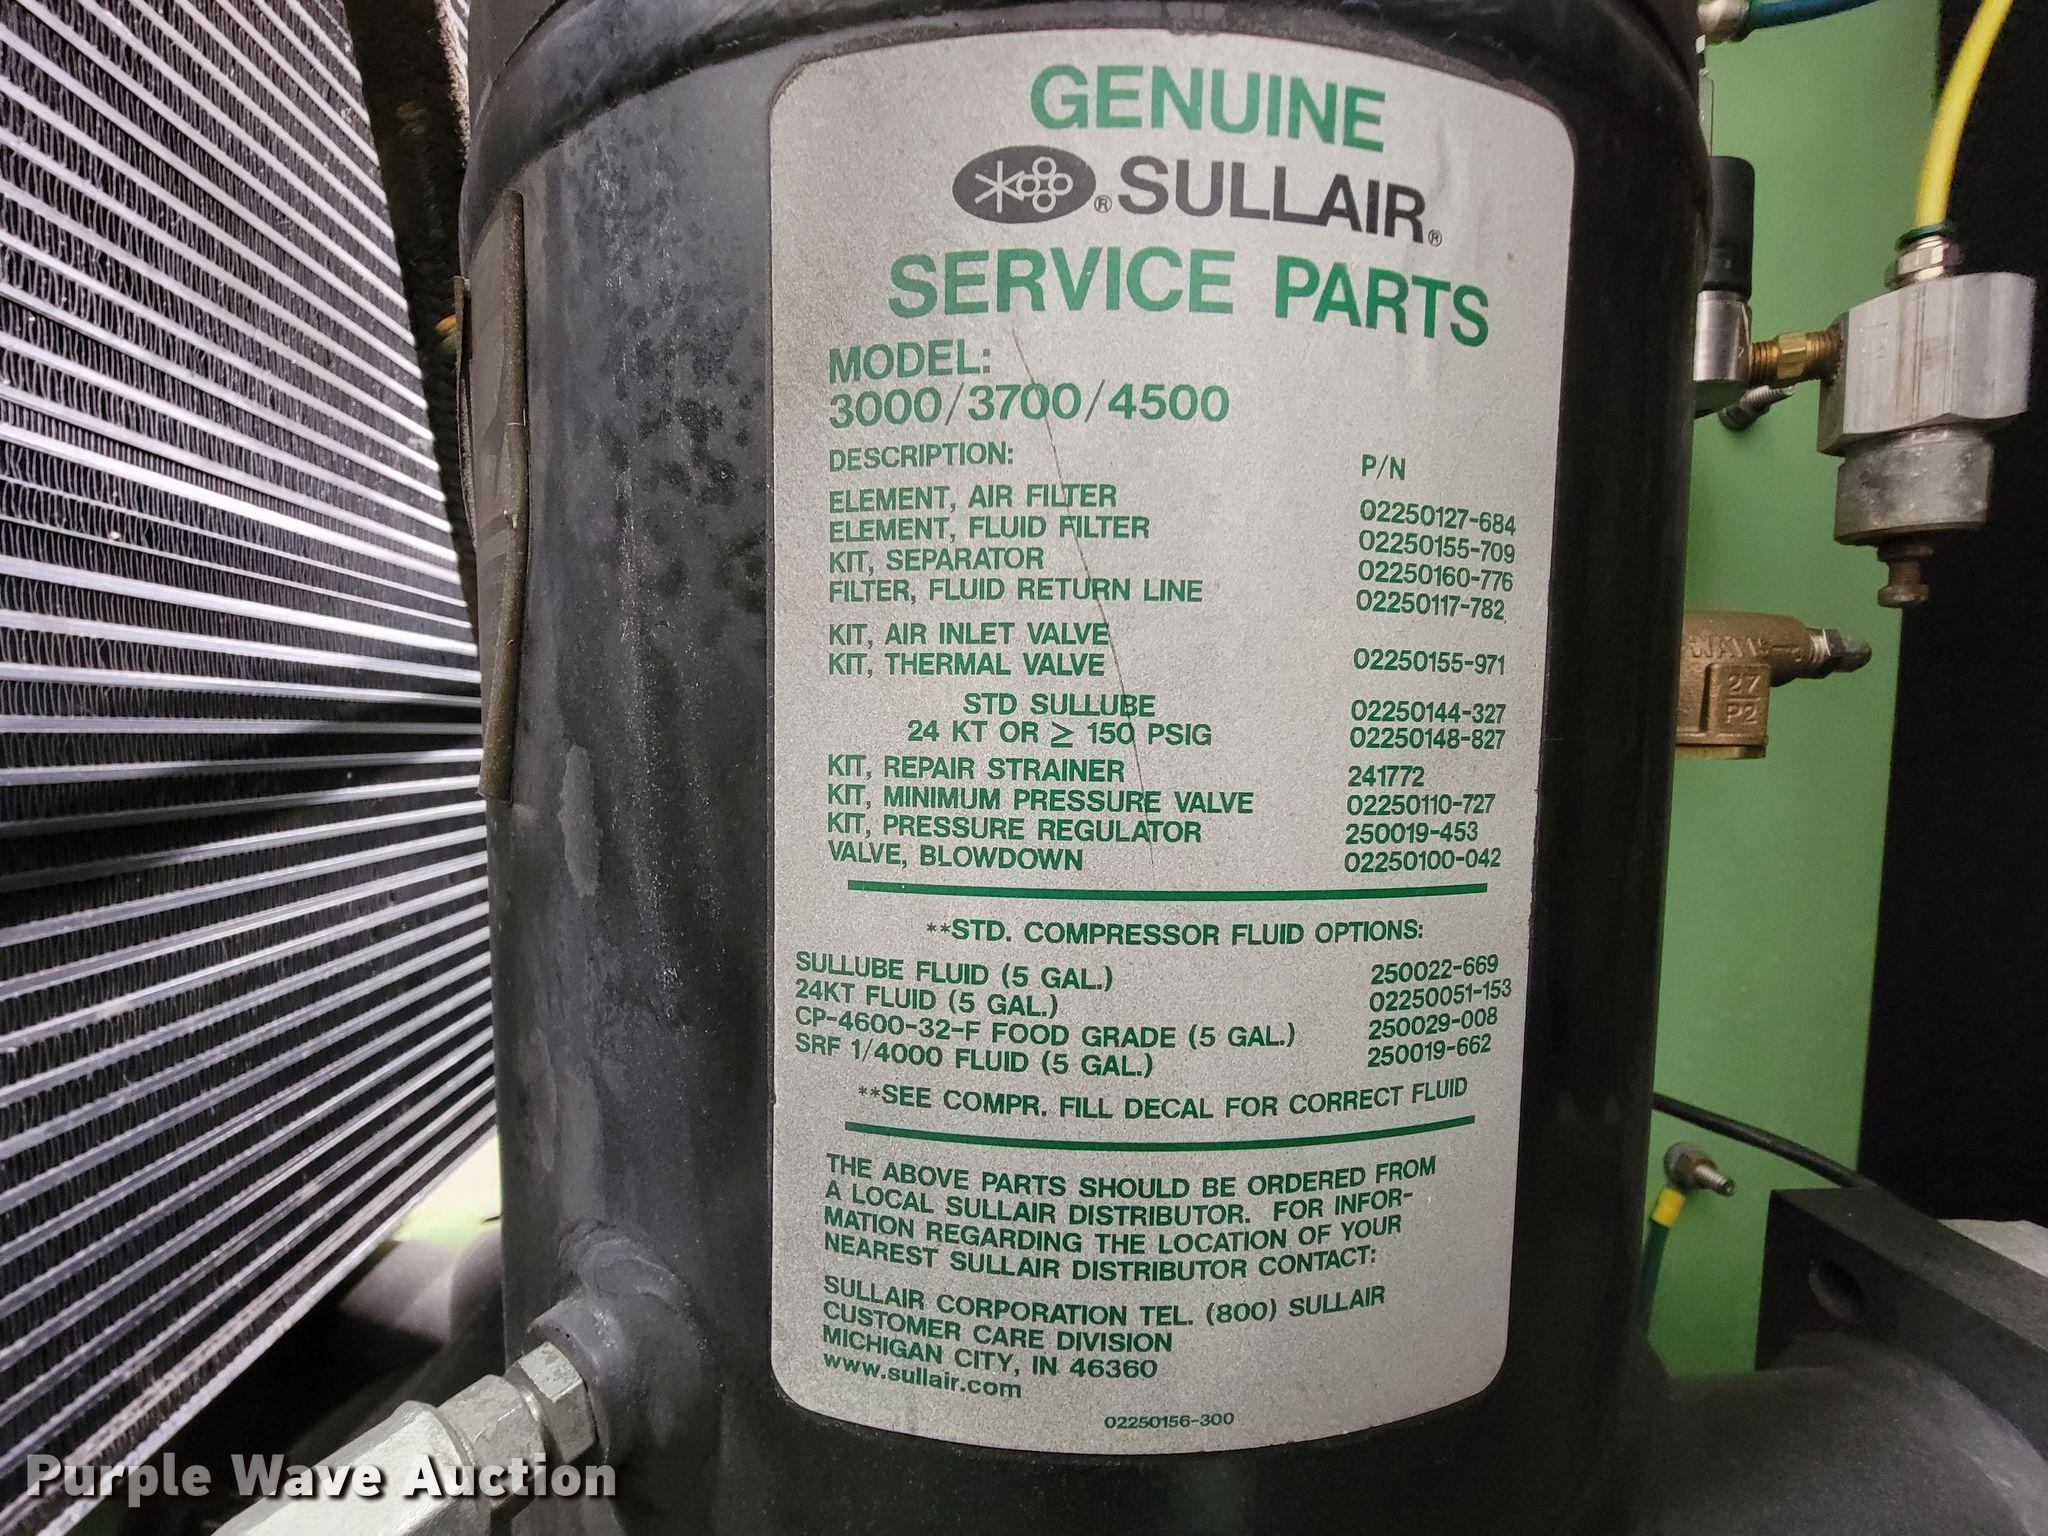 GENUINE
® SULLAIR®
SERVICE PARTS
MODEL:
3000/3700/4500
DESCRIPTION: P/N
ELEMENT, AIR FILTER 02250127-684
ELEMENT, FLUID FILTER 02250155-709
KIT, SEPARATOR 02250160-776
FILTER, FLUID RETURN LINE 02250117-782
KIT, AIR INLET VALVE 02250155-971
KIT, THERMAL VALVE
STD SULLUBE 02250144-327
24 KT OR ≥ 150 PSIG 02250148-827
KIT, REPAIR STRAINER 241772
KIT, MINIMUM PRESSURE VALVE 02250110-727
KIT, PRESSURE REGULATOR 250019-453
VALVE, BLOWDOWN 02250100-042
**STD. COMPRESSOR FLUID OPTIONS:
SULLUBE FLUID (5 GAL.) 250022-669
24KT FLUID (5 GAL.) 02250051-153
CP-4600-32-F FOOD GRADE (5 GAL.) 250029-008
SRF 1/4000 FLUID (5 GAL.) 250019-662
**SEE COMPR. FILL DECAL FOR CORRECT FLUID
THE ABOVE PARTS SHOULD BE ORDERED FROM
A LOCAL SULLAIR DISTRIBUTOR. FOR INFOR-
MATION REGARDING THE LOCATION OF YOUR
NEAREST SULLAIR DISTRIBUTOR CONTACT:
SULLAIR CORPORATION TEL. (800) SULLAIR
CUSTOMER CARE DIVISION
MICHIGAN CITY, IN 46360
www.sullair.com
02250156-300
27
P2
Purple Wave Auction